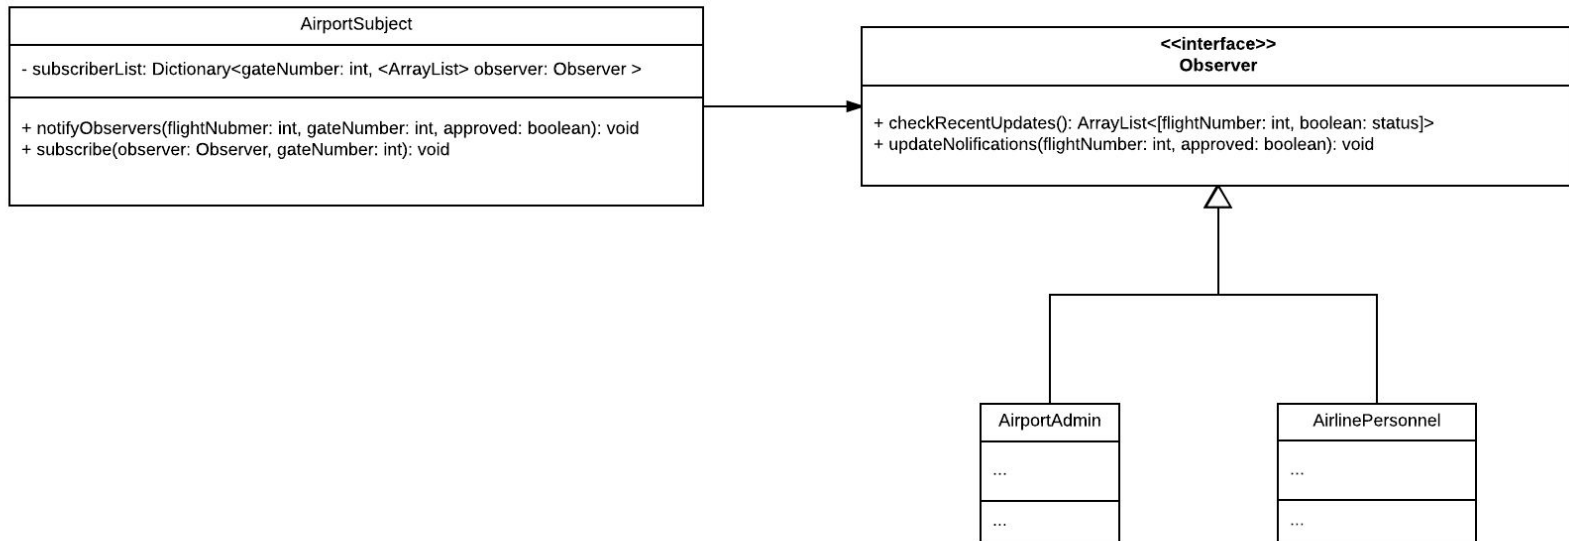 AirportSubject
- subscriberList: Dictionary<gateNumber: int, <ArrayList> observer: Observer >
+ notifyObservers(flightNubmer: int, gateNumber: int, approved: boolean): void
+ subscribe(observer: Observer, gateNumber: int): void
<<interface>>
Observer
+ checkRecentUpdates(): ArrayList<[flightNumber: int, boolean: status]>
+ updateNolifications(flightNumber: int, approved: boolean): void
AirportAdmin
...
...
AirlinePersonnel
...
...